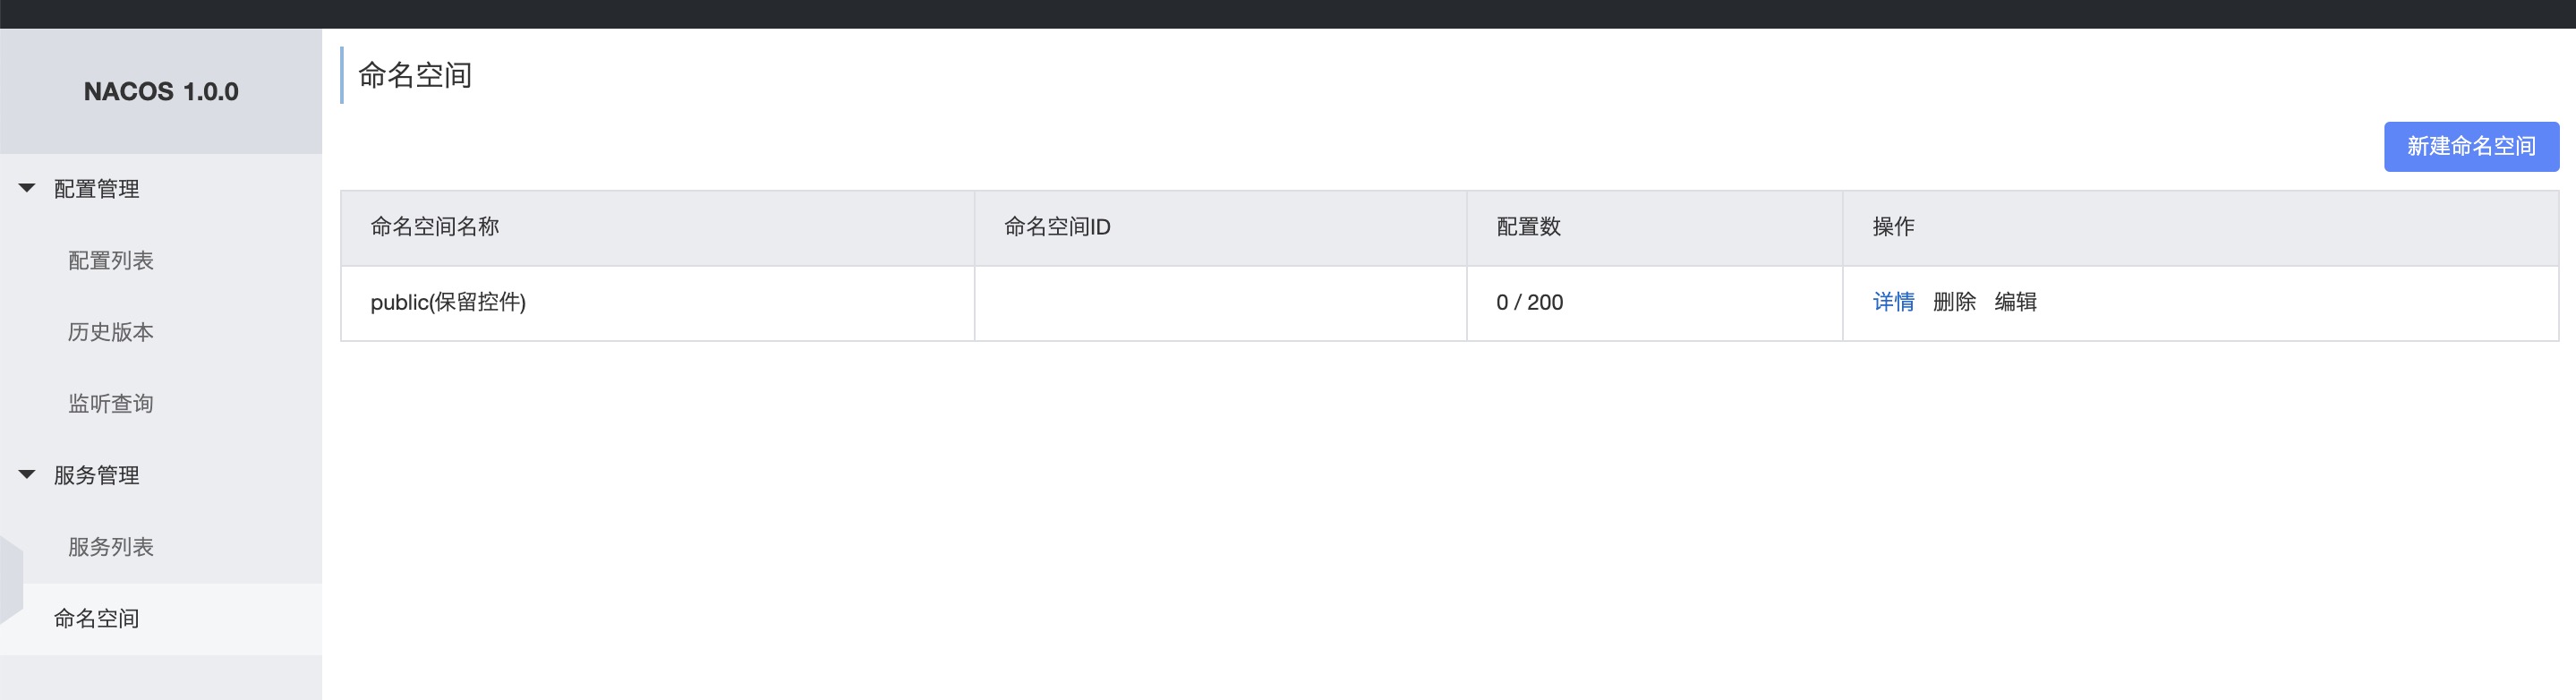 NACOS 1.0.0
配置管理
配置列表
历史版本
监听查询
服务管理
服务列表
命名空间
命名空间
新建命名空间
命名空间名称 命名空间ID 配置数 操作
public(保留控件) 0 / 200 详情 删除 编辑